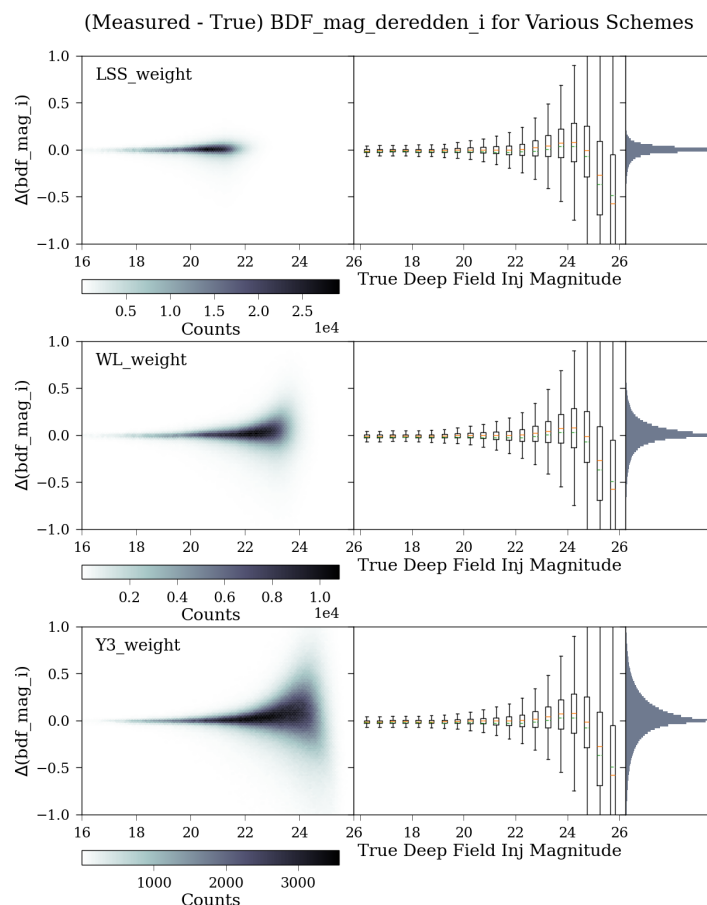 (Measured - True) BDF_mag_deredden_i for Various Schemes
LSS_weight
Δ(bdf_mag_i)
1.0
0.5
0.0
−0.5
−1.0
16 18 20 22 24 26
18 20 22 24 26
True Deep Field Inj Magnitude
0.5 1.0 1.5 2.0 2.5
Counts
1e4
WL_weight
Δ(bdf_mag_i)
1.0
0.5
0.0
−0.5
−1.0
16 18 20 22 24 26
18 20 22 24 26
True Deep Field Inj Magnitude
0.2 0.4 0.6 0.8 1.0
Counts
1e4
Y3_weight
Δ(bdf_mag_i)
1.0
0.5
0.0
−0.5
−1.0
16 18 20 22 24 26
18 20 22 24 26
True Deep Field Inj Magnitude
1000 2000 3000
Counts